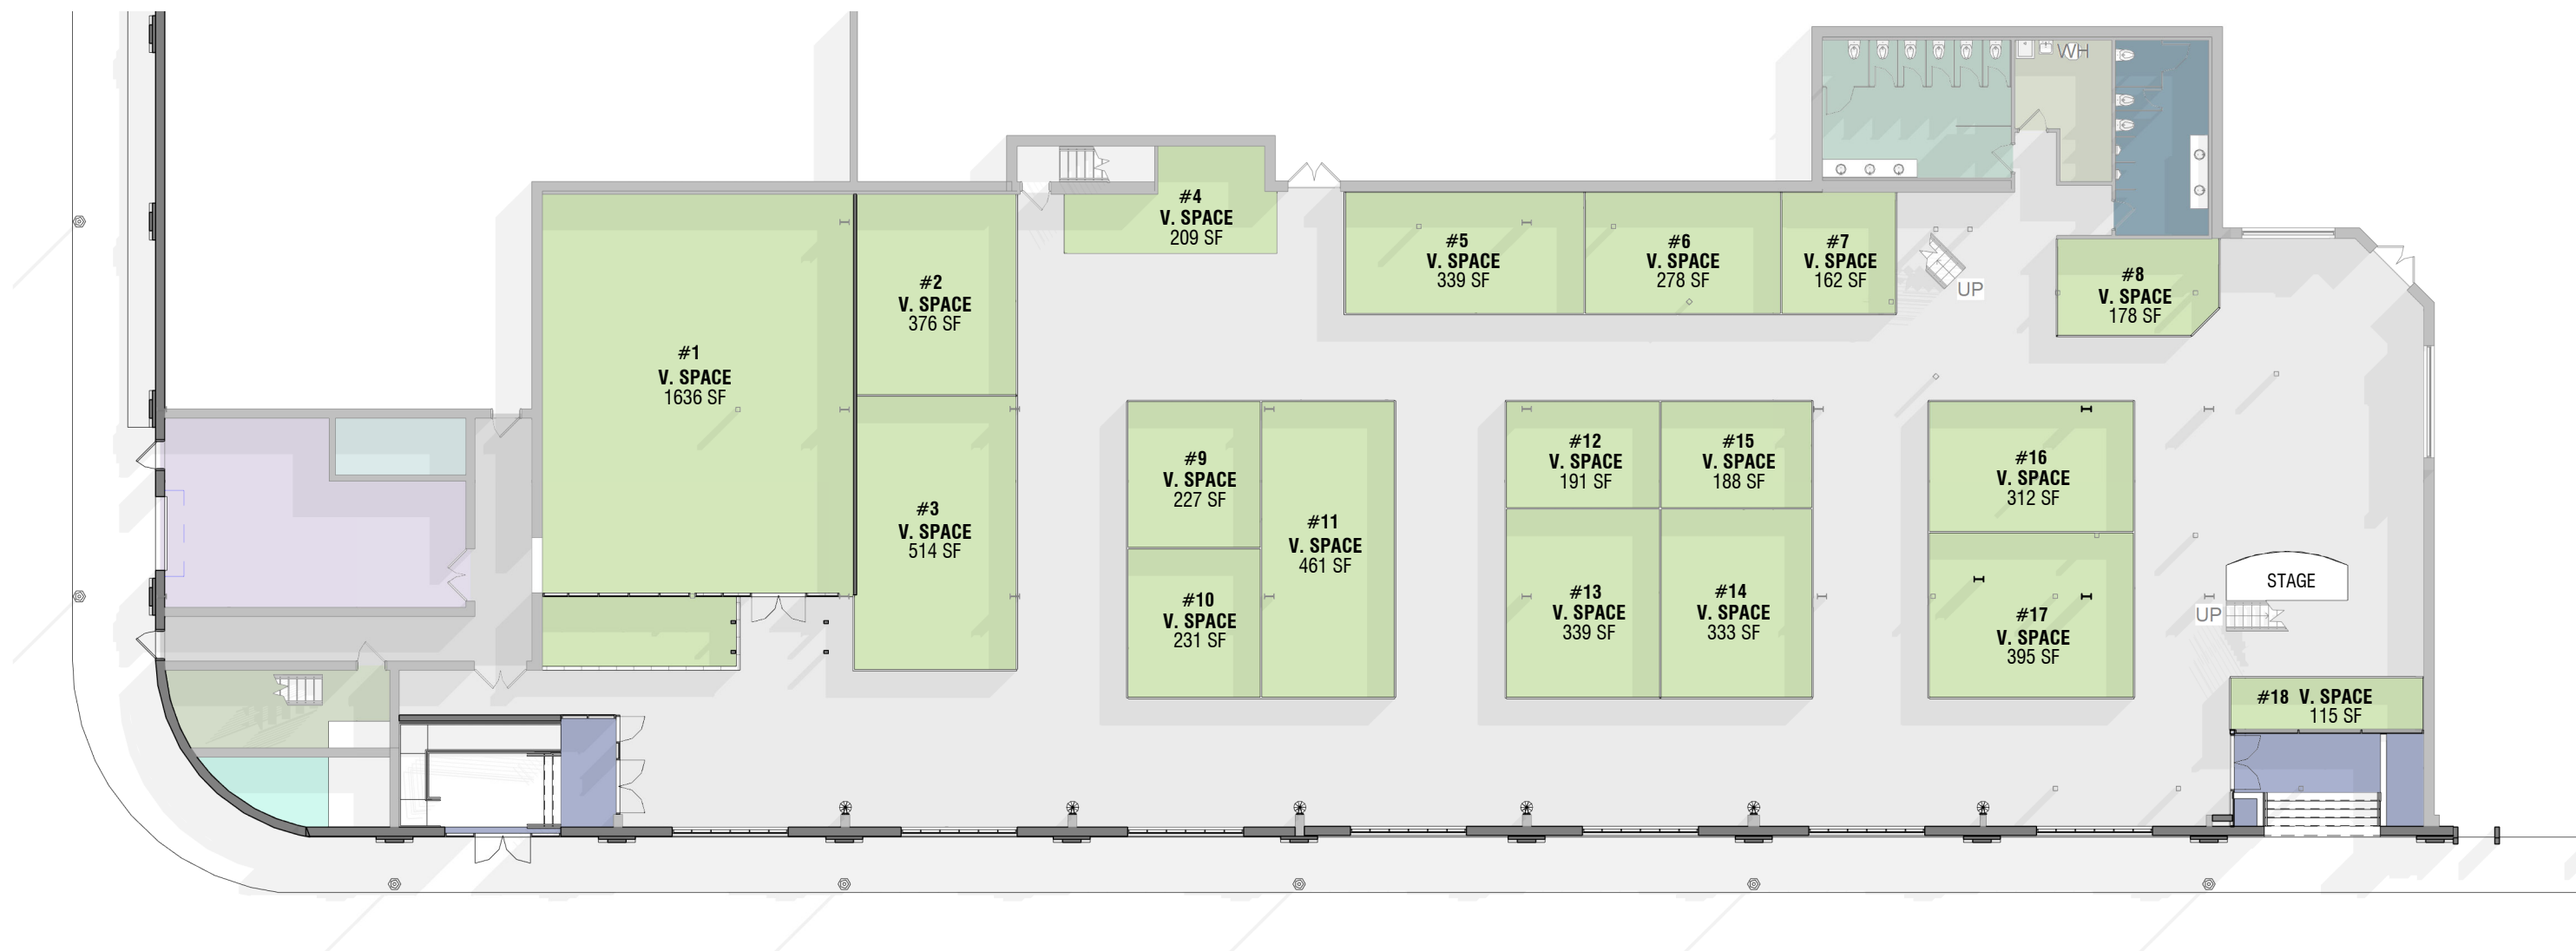 WH
#4
V. SPACE
209 SF
#5
V. SPACE
339 SF
#6
V. SPACE
278 SF
#7
V. SPACE
162 SF
UP
#8
V. SPACE
178 SF
#2
V. SPACE
376 SF
#1
V. SPACE
1636 SF
#3
V. SPACE
514 SF
#9
V. SPACE
227 SF
#10
V. SPACE
231 SF
#11
V. SPACE
461 SF
#12
V. SPACE
191 SF
#15
V. SPACE
188 SF
#13
V. SPACE
339 SF
#14
V. SPACE
333 SF
#16
V. SPACE
312 SF
#17
V. SPACE
395 SF
STAGE
UP
#18 V. SPACE
115 SF